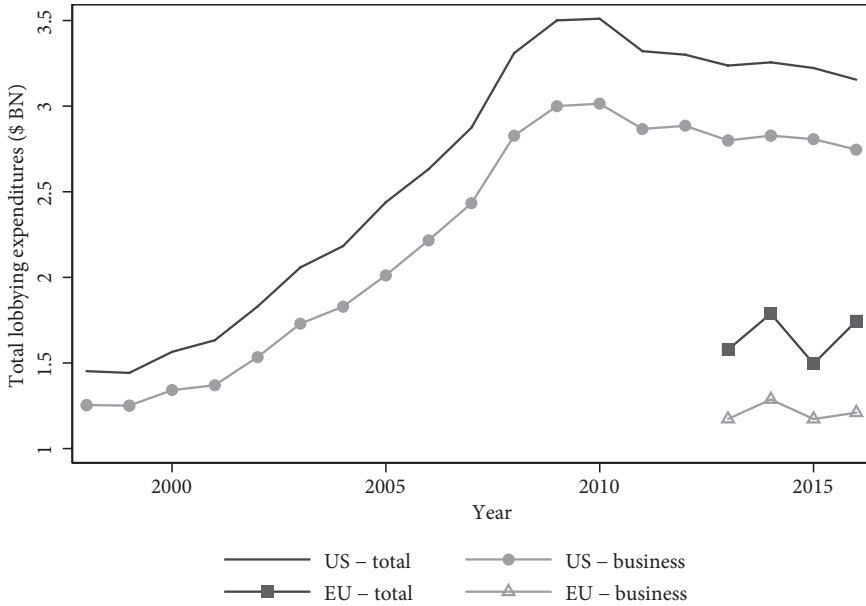 Total lobbying expenditures ($ BN)
3.5
3
2.5
2
1.5
1
2000 2005 2010 2015
Year
US – total US – business
EU – total EU – business